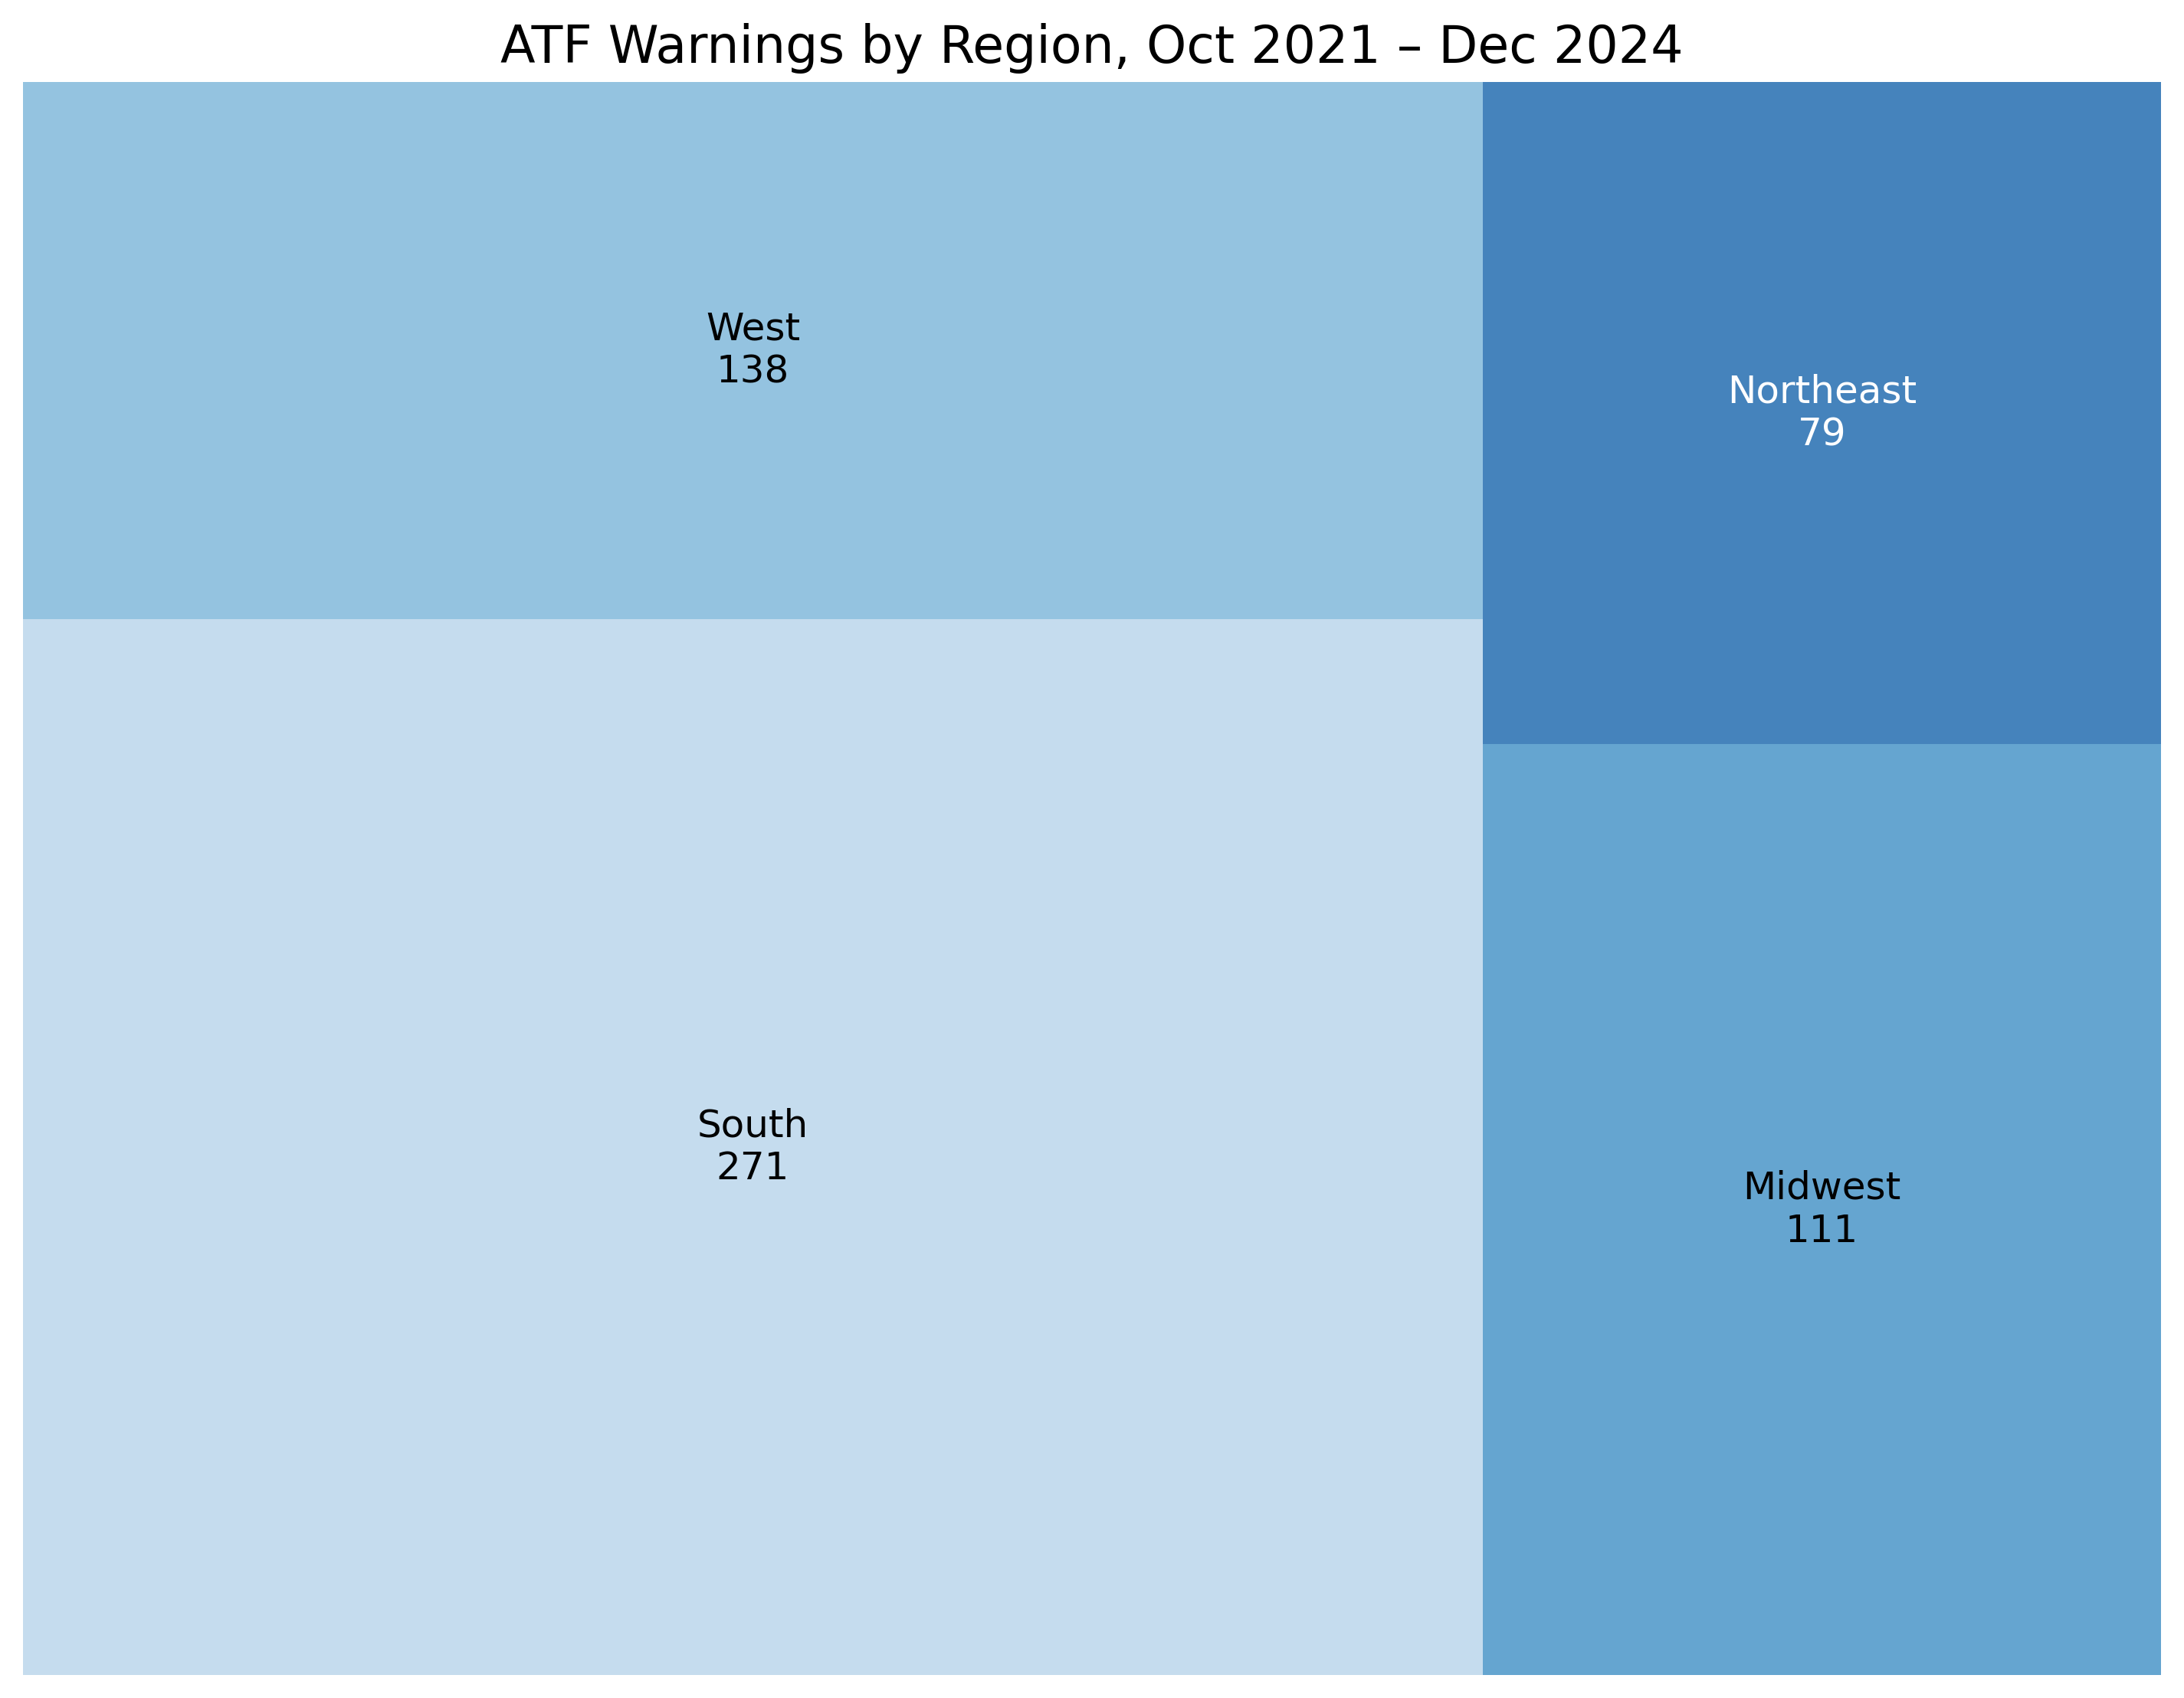 ATF Warnings by Region, Oct 2021 – Dec 2024
West
138
Northeast
79
South
271
Midwest
111